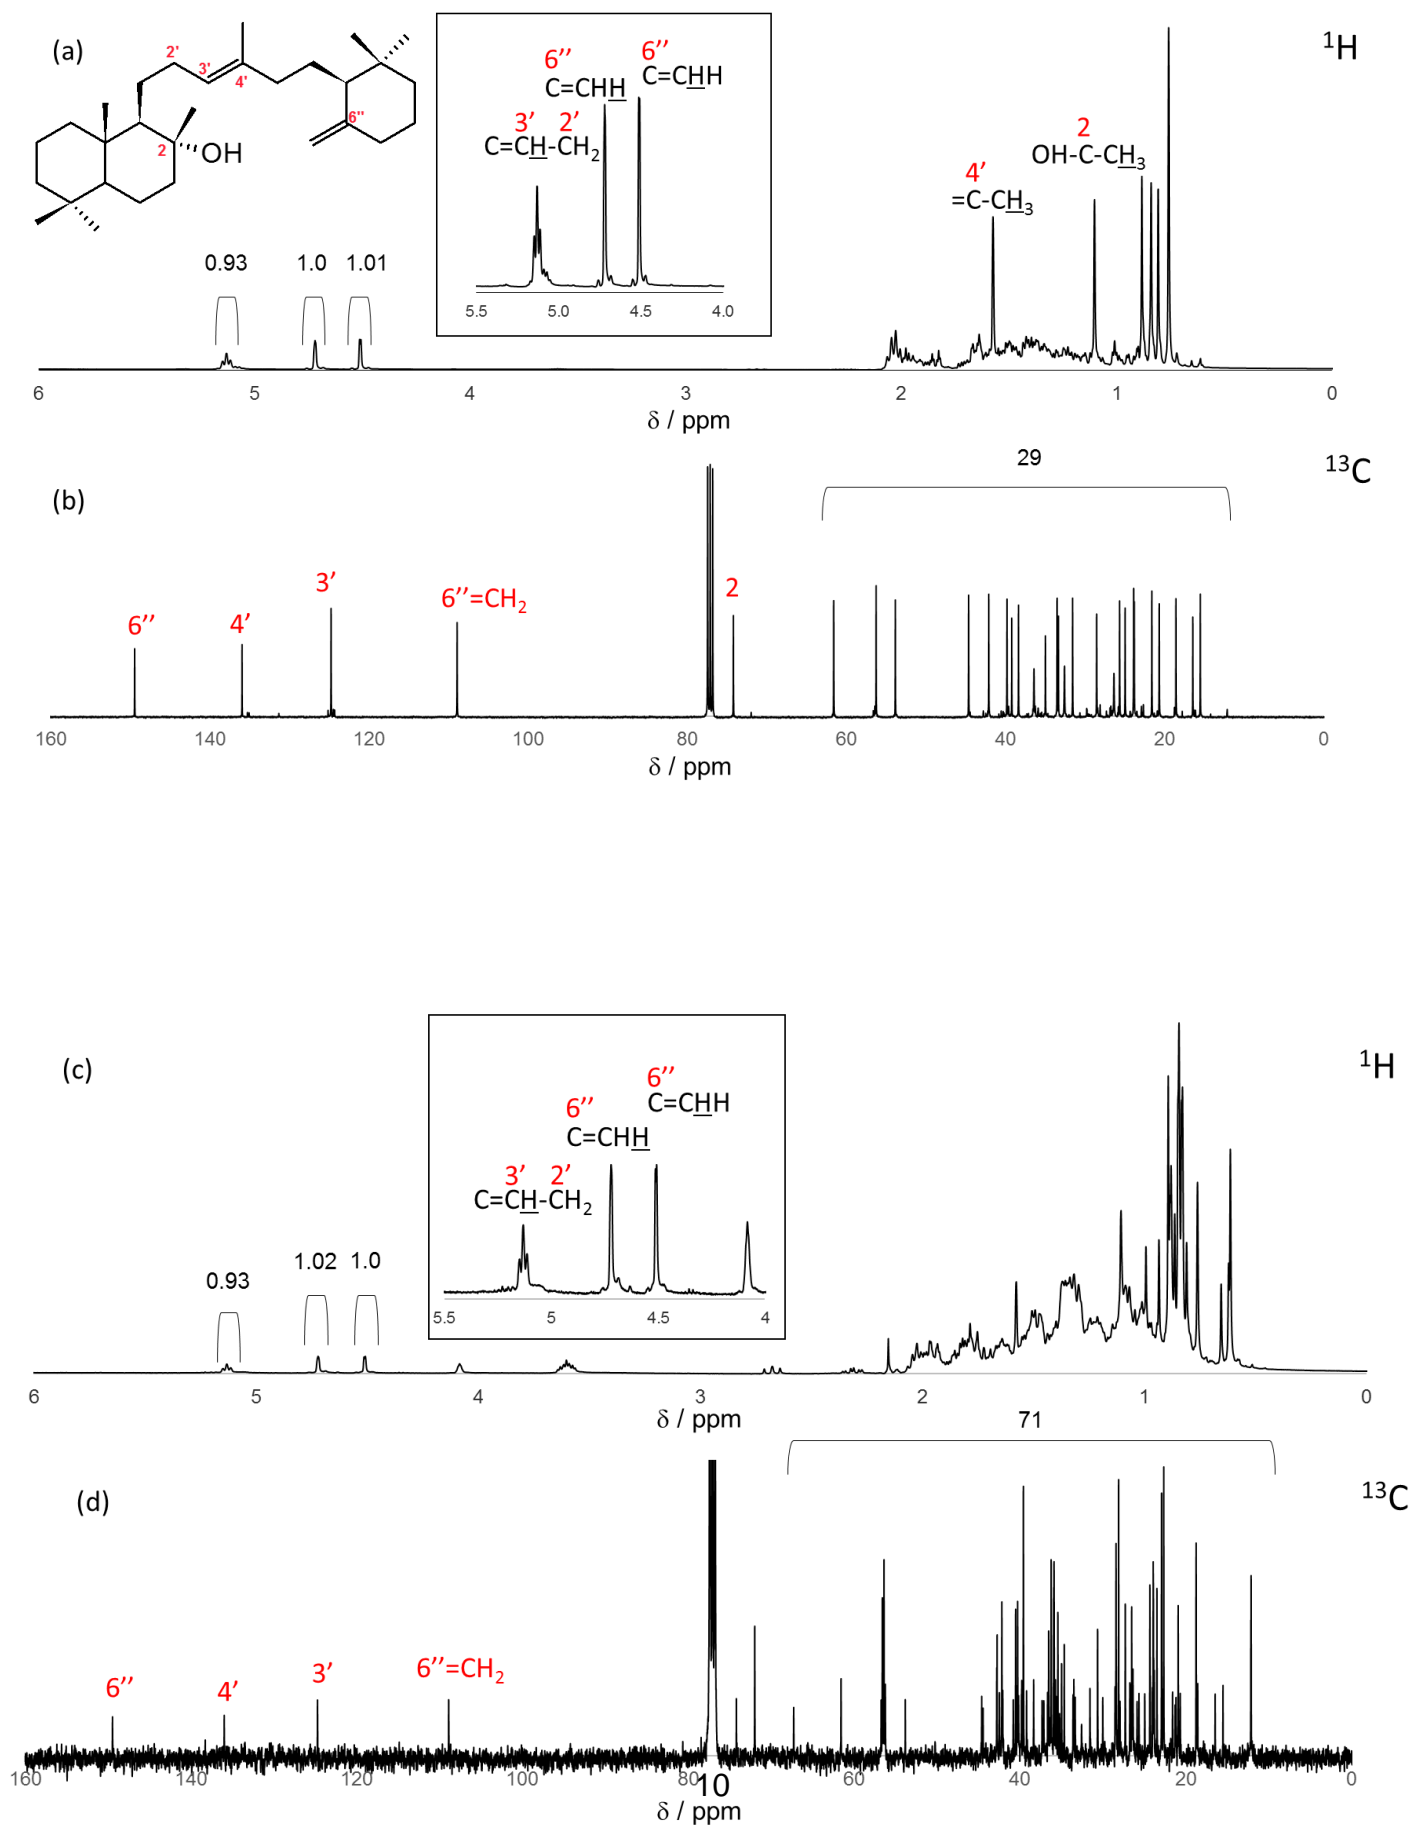 (a)
2'
3'
4'
6''
2
OH
6''
C=CHH
6''
C=CHH
3' 2'
C=CH-CH2
5.5 5.0 4.5 4.0
1H
2
OH-C-CH3
4'
=C-CH3
0.93 1.0 1.01
6 5 4 3 2 1 0
δ / ppm
(b)
29
13C
6''
4'
3'
6''=CH2
2
160 140 120 100 80 60 40 20 0
δ / ppm
(c)
1H
6''
C=CHH
6''
C=CHH
3' 2'
C=CH-CH2
5.5 5 4.5 4
0.93 1.02 1.0
6 5 4 3 2 1 0
δ / ppm
71
(d)
13C
6''
4'
3'
6''=CH2
160 140 120 100 80 60 40 20 0
10
δ / ppm